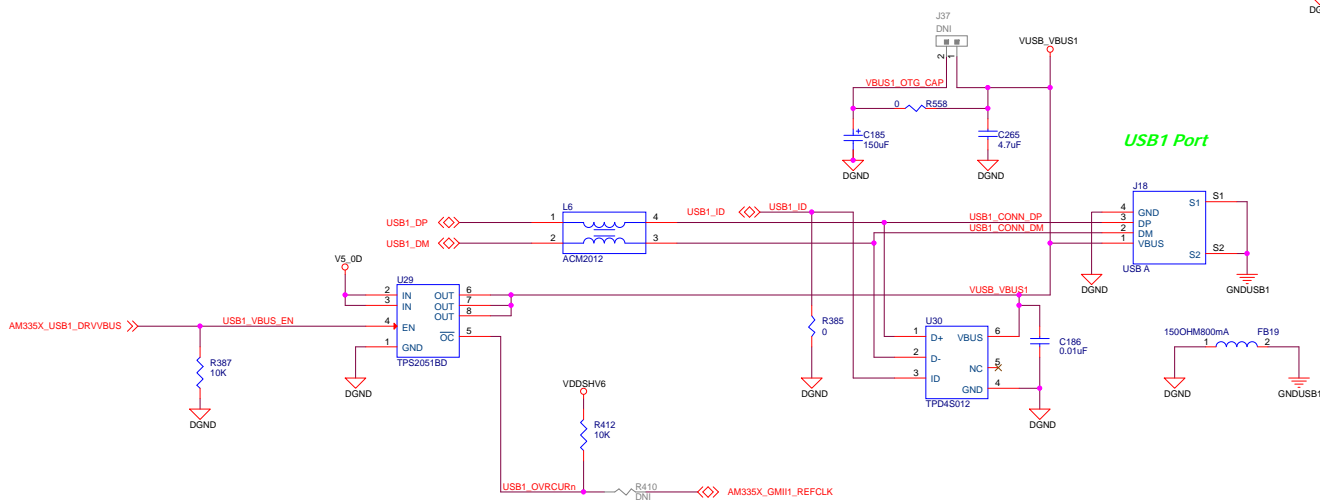 DG
J37
DNI
2
1
VUSB_VBUS1
VBUS1_OTG_CAP
0
R558
+
C185
150uF
C265
4.7uF
DGND
DGND
USB1 Port
J18
4
GND
3
DP
2
DM
1
VBUS
S1
S1
S2
S2
USB A
DGND
GNDUSB1
USB1_DP
USB1_DM
1
2
L6
4
3
ACM2012
USB1_ID
USB1_ID
USB1_CONN_DP
USB1_CONN_DM
V5_0D
U29
2
IN
3
IN
4
EN
1
GND
OUT
6
OUT
7
OUT
8
OC
5
TPS2051BD
DGND
VUSB_VBUS1
AM335X_USB1_DRVVBUS
USB1_VBUS_EN
R387
10K
DGND
R385
0
DGND
U30
1
D+
2
D-
3
ID
VBUS
6
NC
5
GND
4
TPD4S012
C186
0.01uF
DGND
150OHM800mA
FB19
1
2
DGND
GNDUSB1
VDDSHV6
R412
10K
USB1_OVRCURn
R410
DNI
AM335X_GMII1_REFCLK